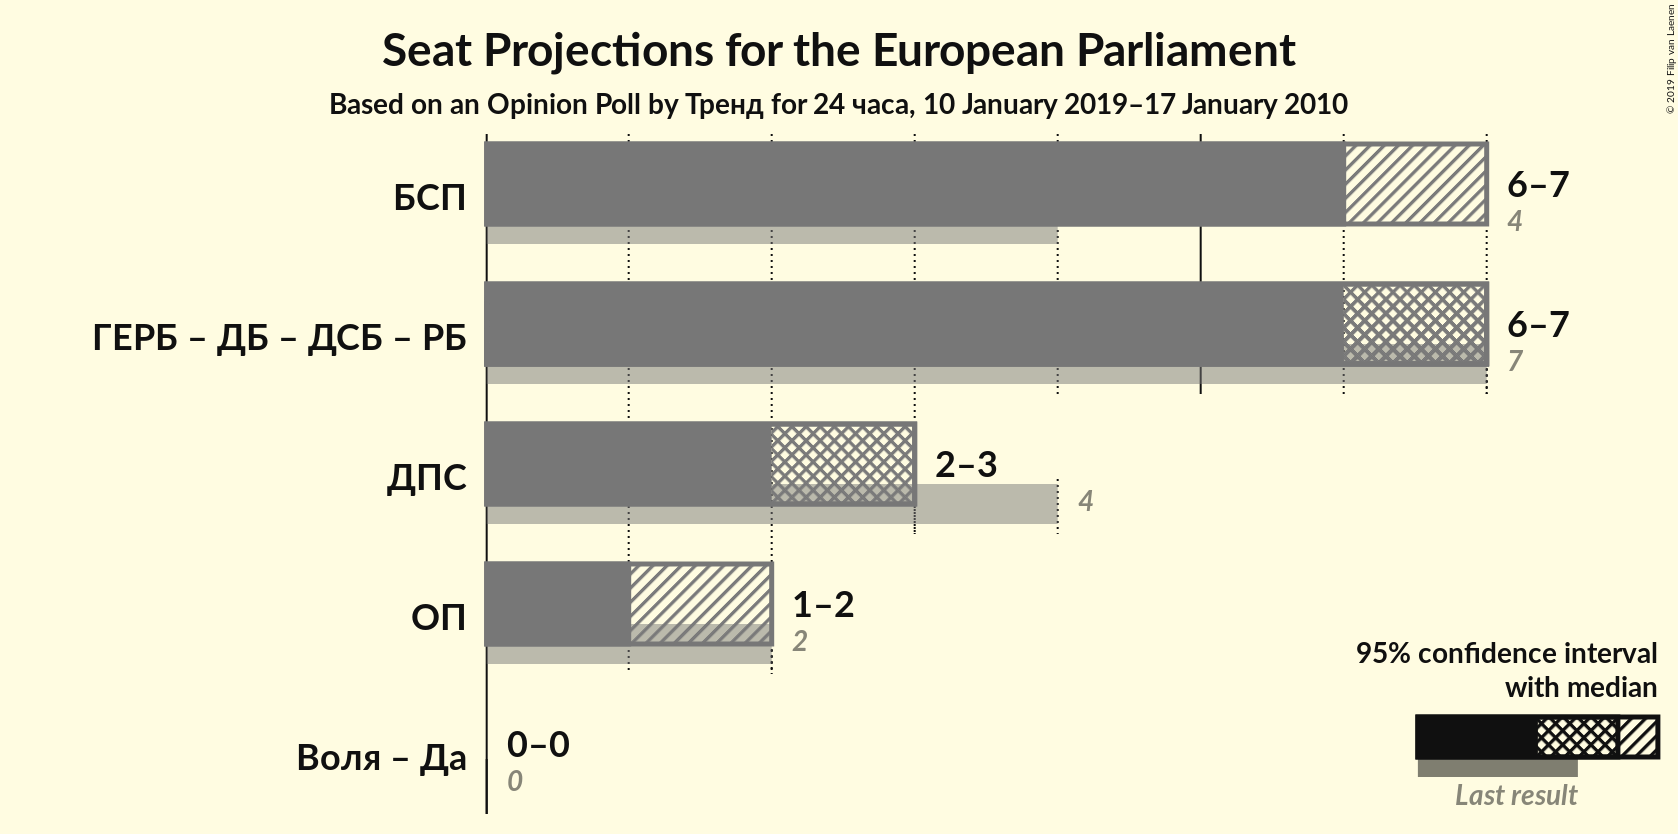 Seat Projections for the European Parliament
Based on an Opinion Poll by Тренд for 24 часа, 10 January 2019–17 January 2010
© 2019 Filip van Laenen
БСП
6–7
4
ГЕРБ – ДБ – ДСБ – РБ
6–7
7
ДПС
2–3
4
ОП
1–2
2
Воля – Да
0–0
0
95% confidence interval
with median
Last result